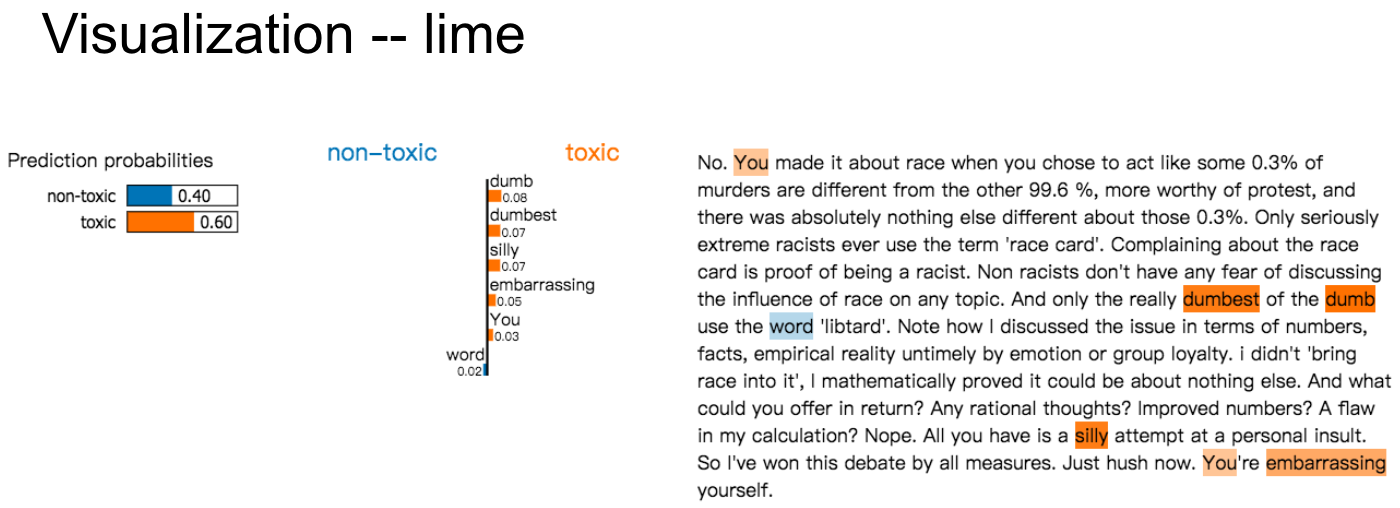 Visualization -- lime
Prediction probabilities
non-toxic 0.40
toxic 0.60
non-toxic toxic
dumb
0.08
dumbest
0.07
silly
0.07
embarrassing
0.05
You
0.03
word
0.02
No. You made it about race when you chose to act like some 0.3% of
murders are different from the other 99.6 %, more worthy of protest, and
there was absolutely nothing else different about those 0.3%. Only seriously
extreme racists ever use the term 'race card'. Complaining about the race
card is proof of being a racist. Non racists don't have any fear of discussing
the influence of race on any topic. And only the really dumbest of the dumb
use the word 'libtard'. Note how I discussed the issue in terms of numbers,
facts, empirical reality untimely by emotion or group loyalty. i didn't 'bring
race into it', I mathematically proved it could be about nothing else. And what
could you offer in return? Any rational thoughts? Improved numbers? A flaw
in my calculation? Nope. All you have is a silly attempt at a personal insult.
So I've won this debate by all measures. Just hush now. You're embarrassing
yourself.